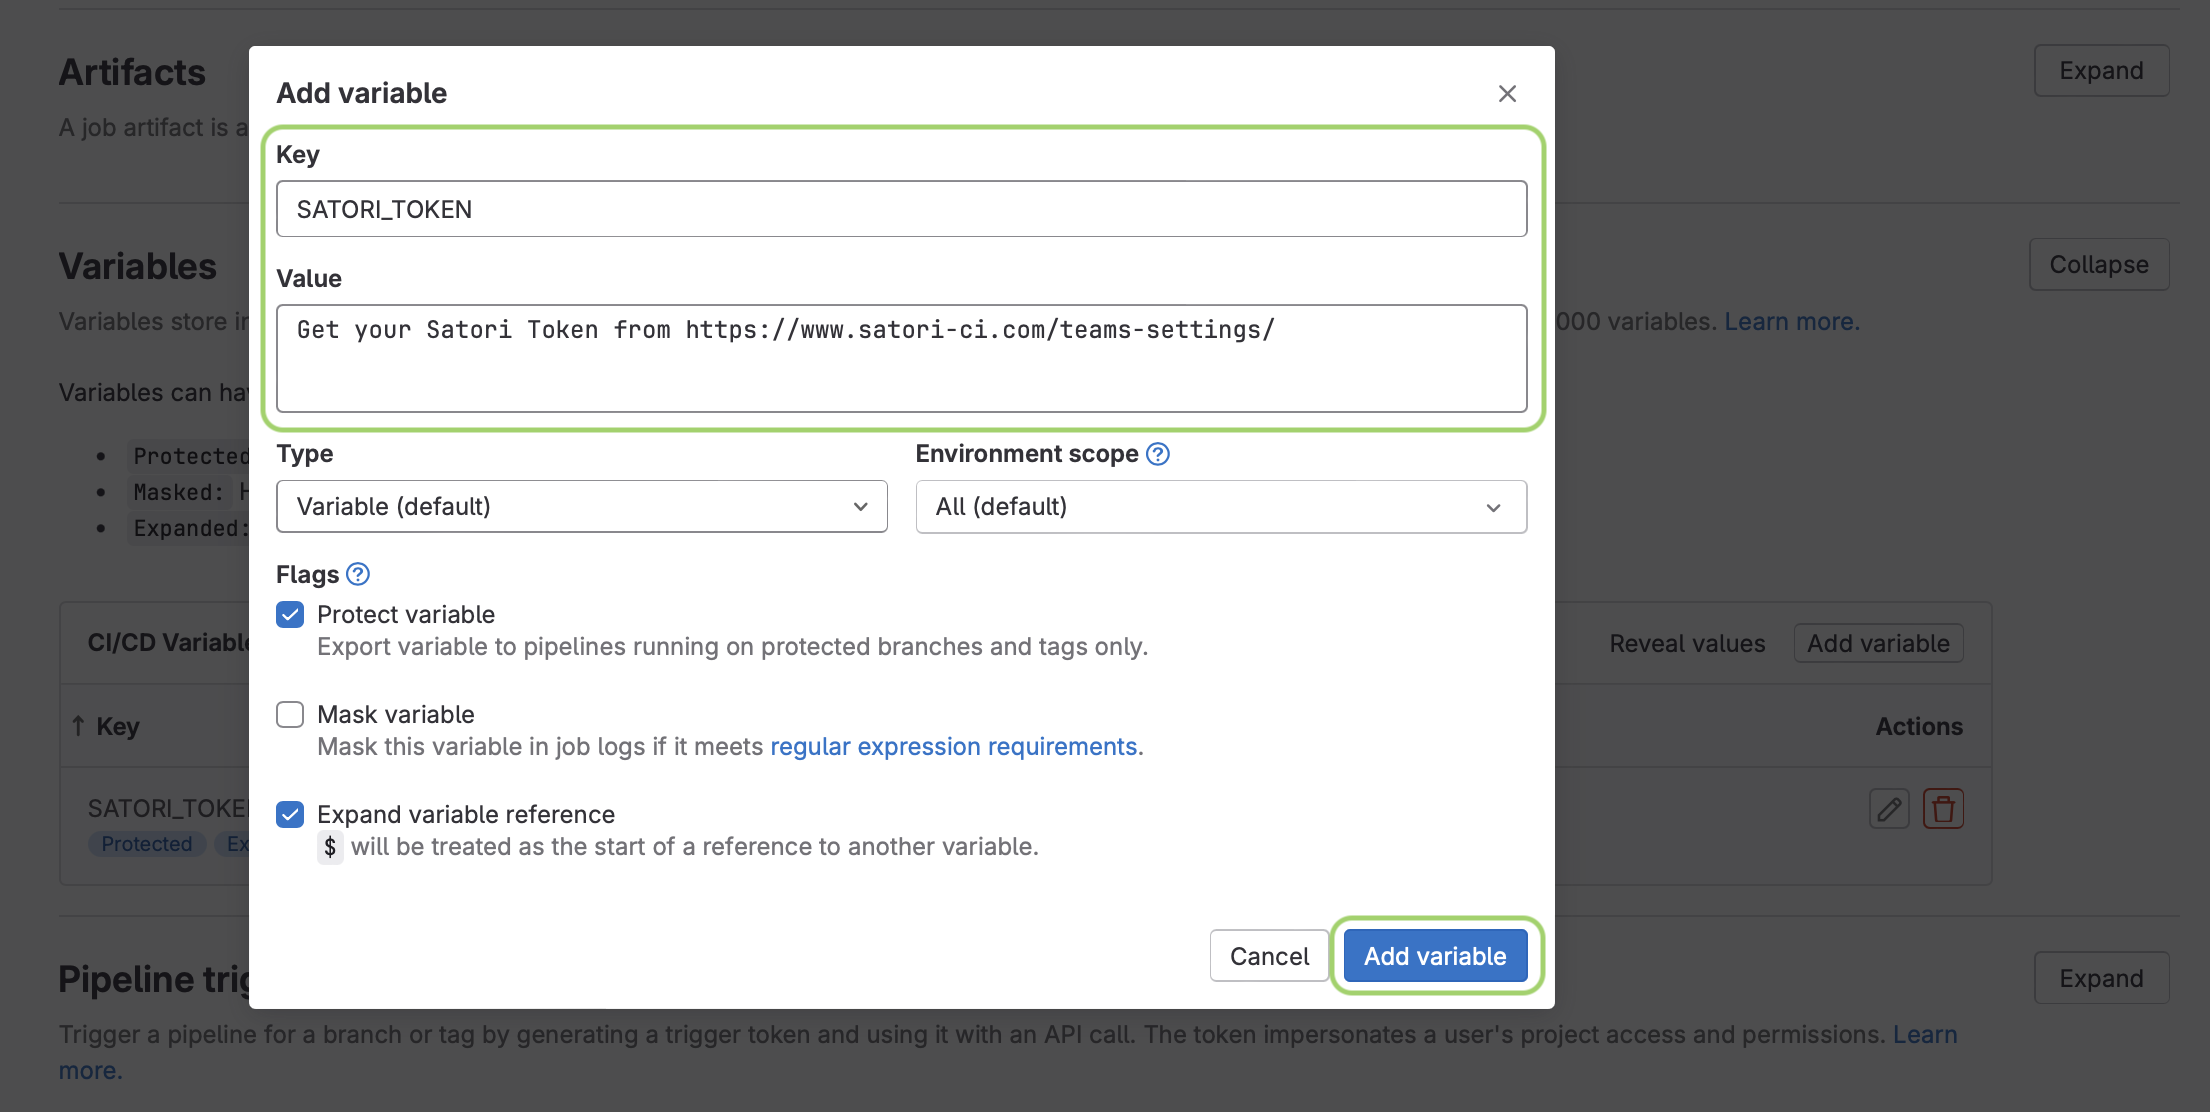 Artifacts
Expand
A job artifact is a
Variables
Collapse
Variables store in
000 variables. Learn more.
Variables can hav
Protected
Masked: H
Expanded:
CI/CD Variable
Reveal values
Add variable
↑ Key
Actions
SATORI_TOKE
Protected
Ex
Add variable
Key
SATORI_TOKEN
Value
Get your Satori Token from https://www.satori-ci.com/teams-settings/
Type
Environment scope
Variable (default)
All (default)
Flags
Protect variable
Export variable to pipelines running on protected branches and tags only.
Mask variable
Mask this variable in job logs if it meets regular expression requirements.
Expand variable reference
$ will be treated as the start of a reference to another variable.
Cancel
Add variable
Pipeline trig
Expand
Trigger a pipeline for a branch or tag by generating a trigger token and using it with an API call. The token impersonates a user's project access and permissions. Learn
more.